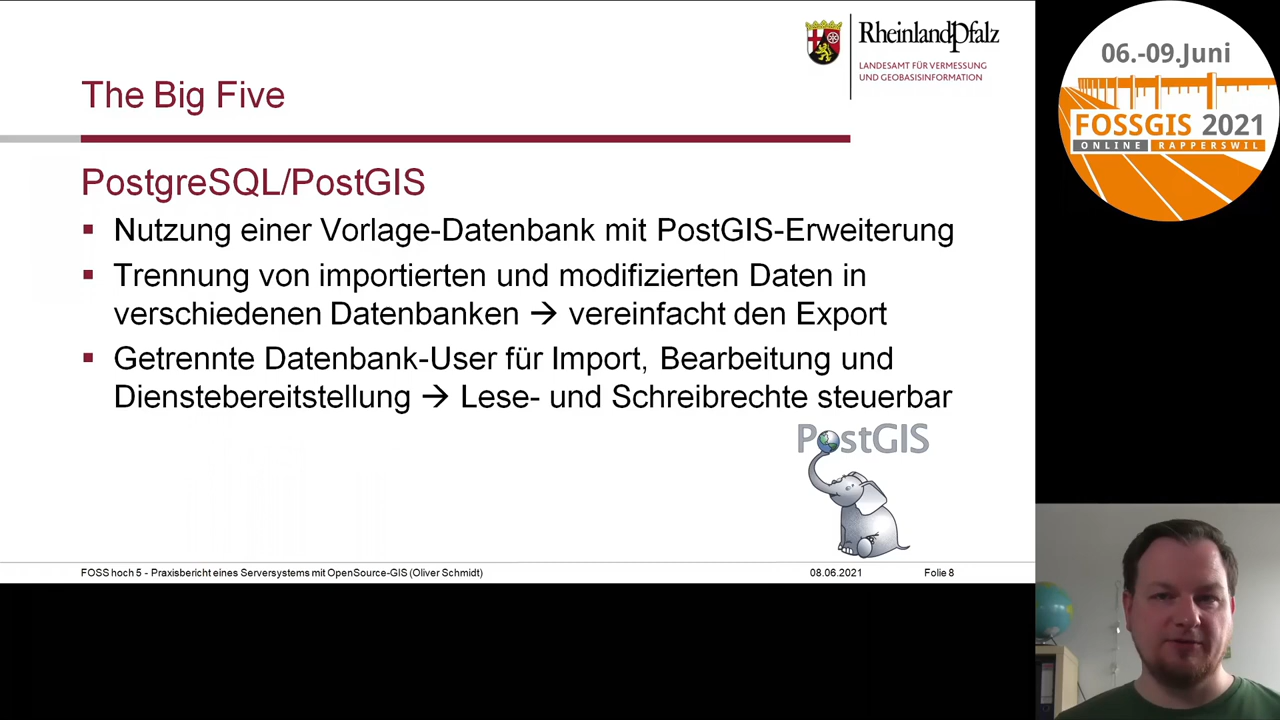 RheinlandPfalz
LANDESAMT FÜR VERMESSUNG
UND GEOBASISINFORMATION
06.-09.Juni
FOSSGIS 2021
ONLINE RAPPERSWIL
The Big Five
PostgreSQL/PostGIS
▪ Nutzung einer Vorlage-Datenbank mit PostGIS-Erweiterung
▪ Trennung von importierten und modifizierten Daten in
verschiedenen Datenbanken → vereinfacht den Export
▪ Getrennte Datenbank-User für Import, Bearbeitung und
Dienstebereitstellung → Lese- und Schreibrechte steuerbar
PostGIS
FOSS hoch 5 - Praxisbericht eines Serversystems mit OpenSource-GIS (Oliver Schmidt)
08.06.2021
Folie 8